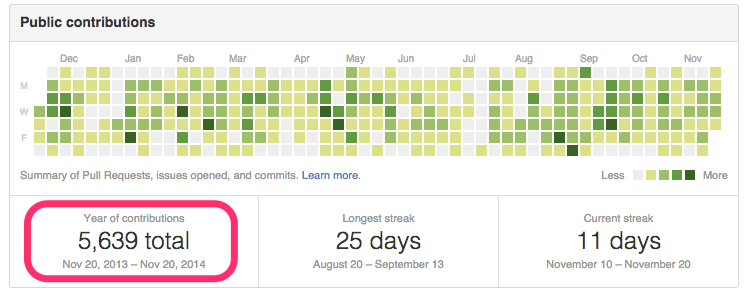 Public contributions
Dec Jan Feb Mar Apr May Jun Jul Aug Sep Oct Nov
M
W
F
Summary of Pull Requests, issues opened, and commits. Learn more. Less More
Year of contributions Longest streak Current streak
5,639 total 25 days 11 days
Nov 20, 2013 – Nov 20, 2014 August 20 – September 13 November 10 – November 20